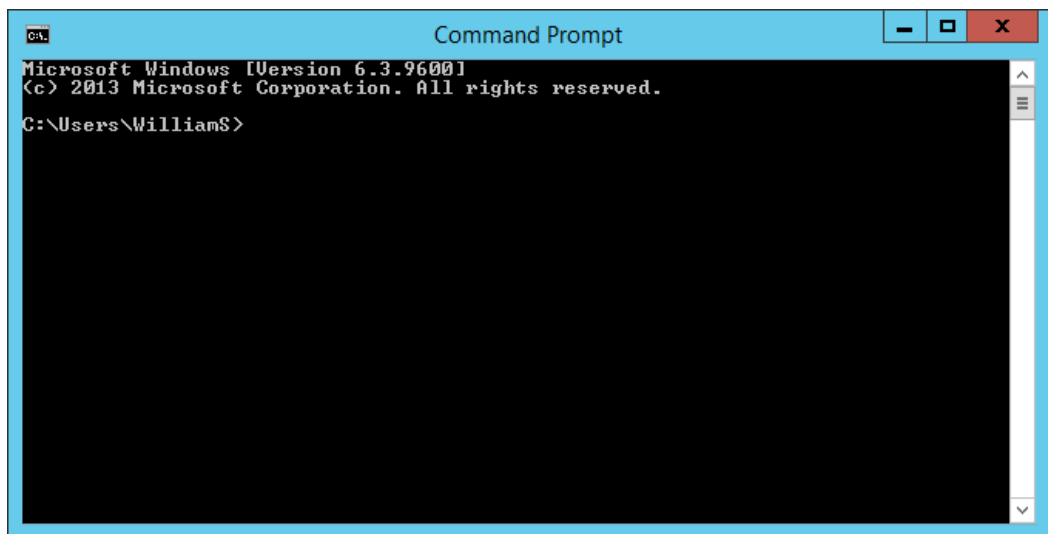 Command Prompt
Microsoft Windows [Version 6.3.9600]
(c) 2013 Microsoft Corporation. All rights reserved.
C:\Users\WilliamS>